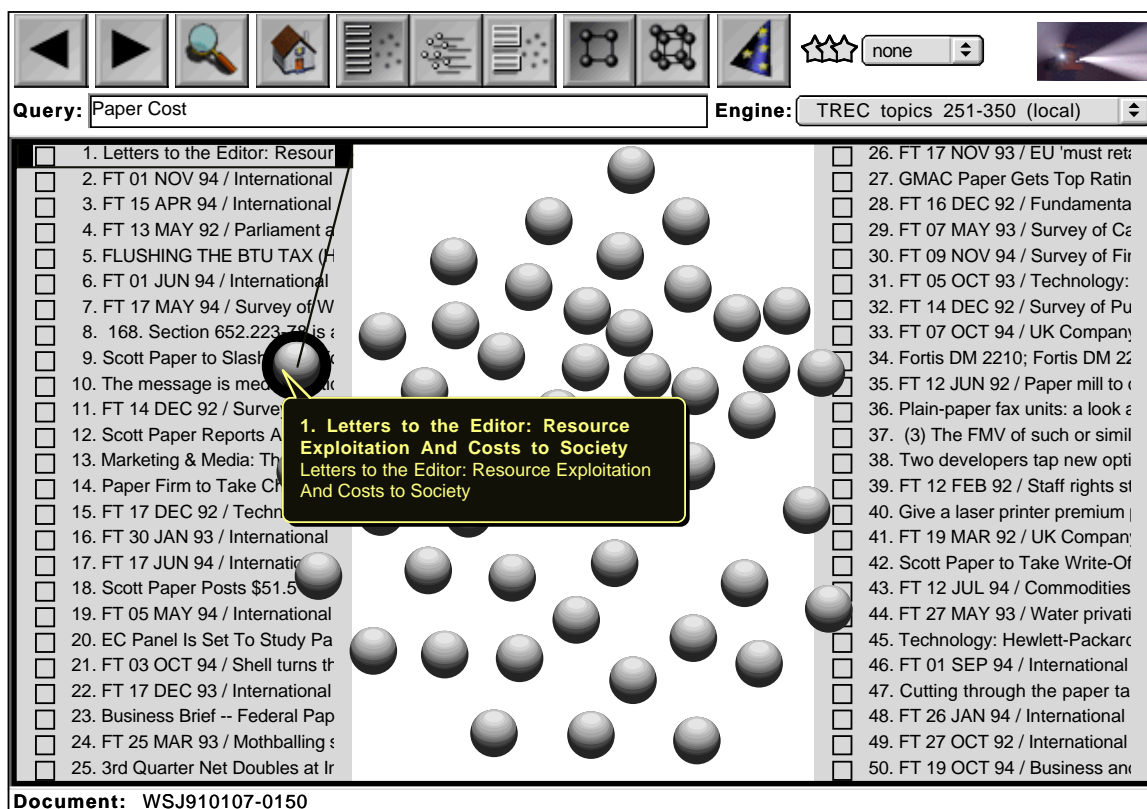 none
Query: Paper Cost
Engine: TREC topics 251-350 (local)
1. Letters to the Editor: Resour
2. FT 01 NOV 94 / International
3. FT 15 APR 94 / International
4. FT 13 MAY 92 / Parliament a
5. FLUSHING THE BTU TAX (H
6. FT 01 JUN 94 / International
7. FT 17 MAY 94 / Survey of W
8. 168. Section 652.223-78 is a
9. Scott Paper to Slash
10. The message is med
11. FT 14 DEC 92 / Survey
12. Scott Paper Reports A
13. Marketing & Media: Th
14. Paper Firm to Take Ch
15. FT 17 DEC 92 / Techn
16. FT 30 JAN 93 / International
17. FT 17 JUN 94 / Internatio
18. Scott Paper Posts $51.5
19. FT 05 MAY 94 / International
20. EC Panel Is Set To Study Pa
21. FT 03 OCT 94 / Shell turns th
22. FT 17 DEC 93 / International
23. Business Brief -- Federal Pap
24. FT 25 MAR 93 / Mothballing s
25. 3rd Quarter Net Doubles at Ir
1. Letters to the Editor: Resource
Exploitation And Costs to Society
Letters to the Editor: Resource Exploitation
And Costs to Society
26. FT 17 NOV 93 / EU 'must reta
27. GMAC Paper Gets Top Ratin
28. FT 16 DEC 92 / Fundamenta
29. FT 07 MAY 93 / Survey of Ca
30. FT 09 NOV 94 / Survey of Fir
31. FT 05 OCT 93 / Technology:
32. FT 14 DEC 92 / Survey of Pu
33. FT 07 OCT 94 / UK Company
34. Fortis DM 2210; Fortis DM 22
35. FT 12 JUN 92 / Paper mill to c
36. Plain-paper fax units: a look a
37. (3) The FMV of such or simil
38. Two developers tap new opti
39. FT 12 FEB 92 / Staff rights st
40. Give a laser printer premium
41. FT 19 MAR 92 / UK Company
42. Scott Paper to Take Write-Of
43. FT 12 JUL 94 / Commodities
44. FT 27 MAY 93 / Water privati
45. Technology: Hewlett-Packard
46. FT 01 SEP 94 / International
47. Cutting through the paper ta
48. FT 26 JAN 94 / International
49. FT 27 OCT 92 / International
50. FT 19 OCT 94 / Business and
Document: WSJ910107-0150